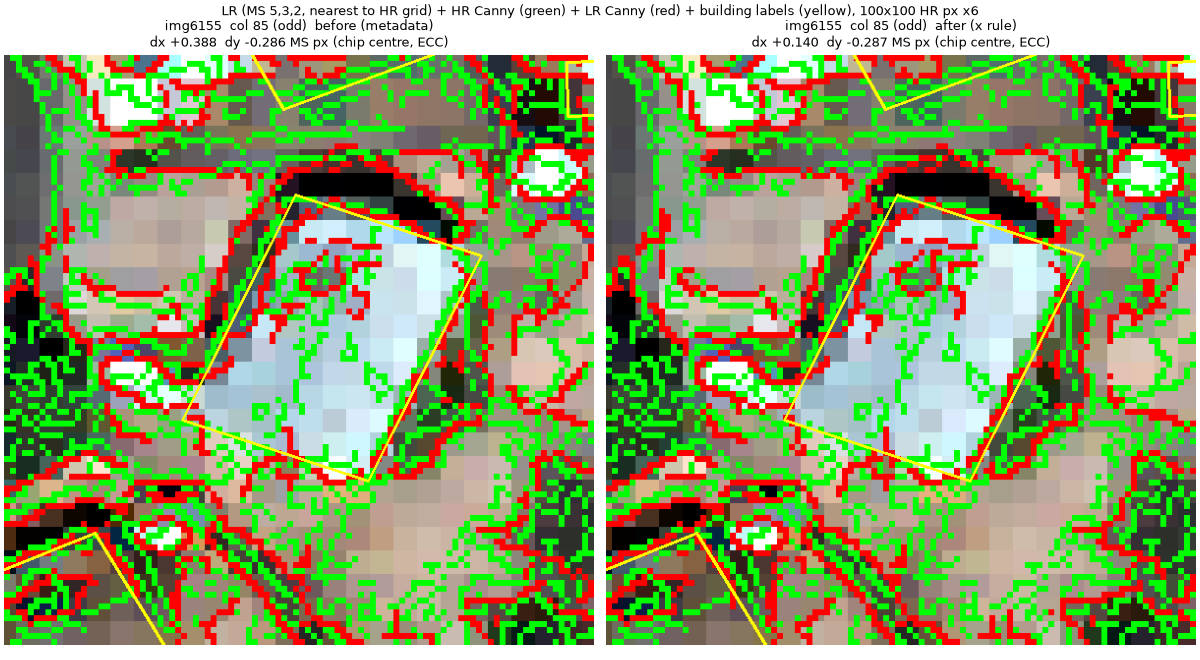 LR (MS 5,3,2, nearest to HR grid) + HR Canny (green) + LR Canny (red) + building labels (yellow), 100x100 HR px x6
img6155  col 85 (odd)  before (metadata)
dx +0.388  dy -0.286 MS px (chip centre, ECC)
img6155  col 85 (odd)  after (x rule)
dx +0.140  dy -0.287 MS px (chip centre, ECC)